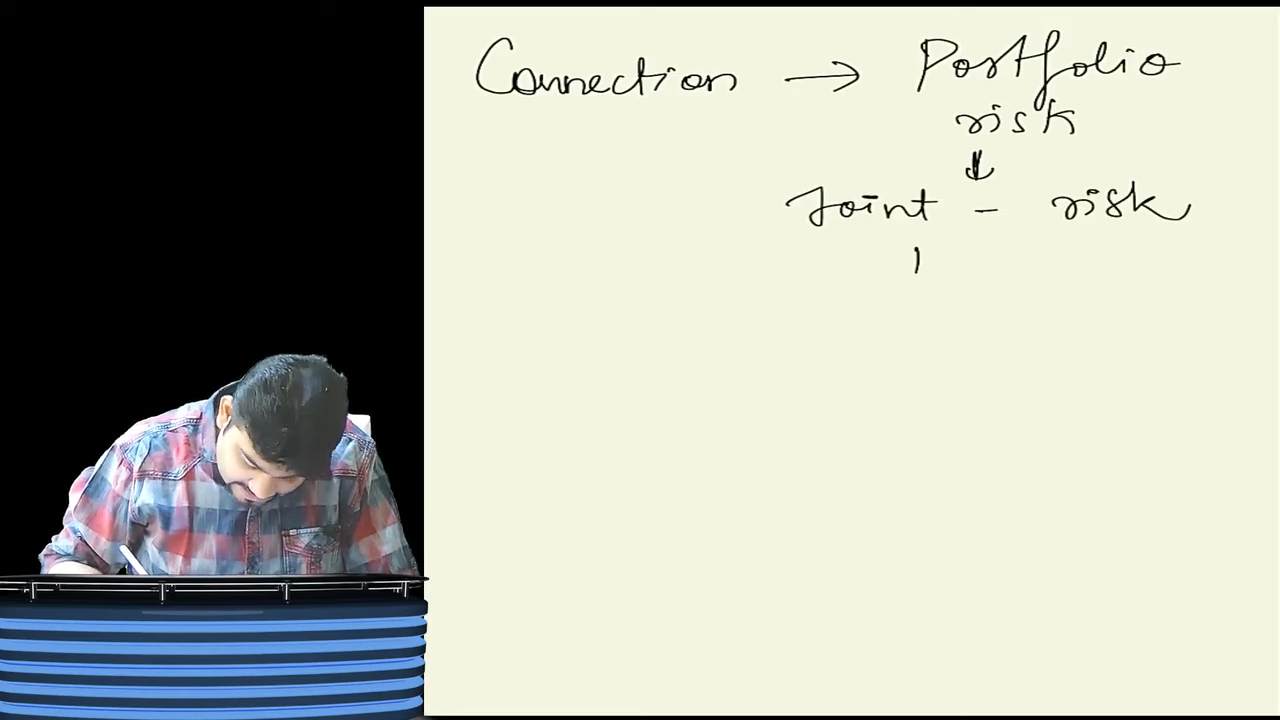 Connection → Portfolio
risk
↓
Joint - risk